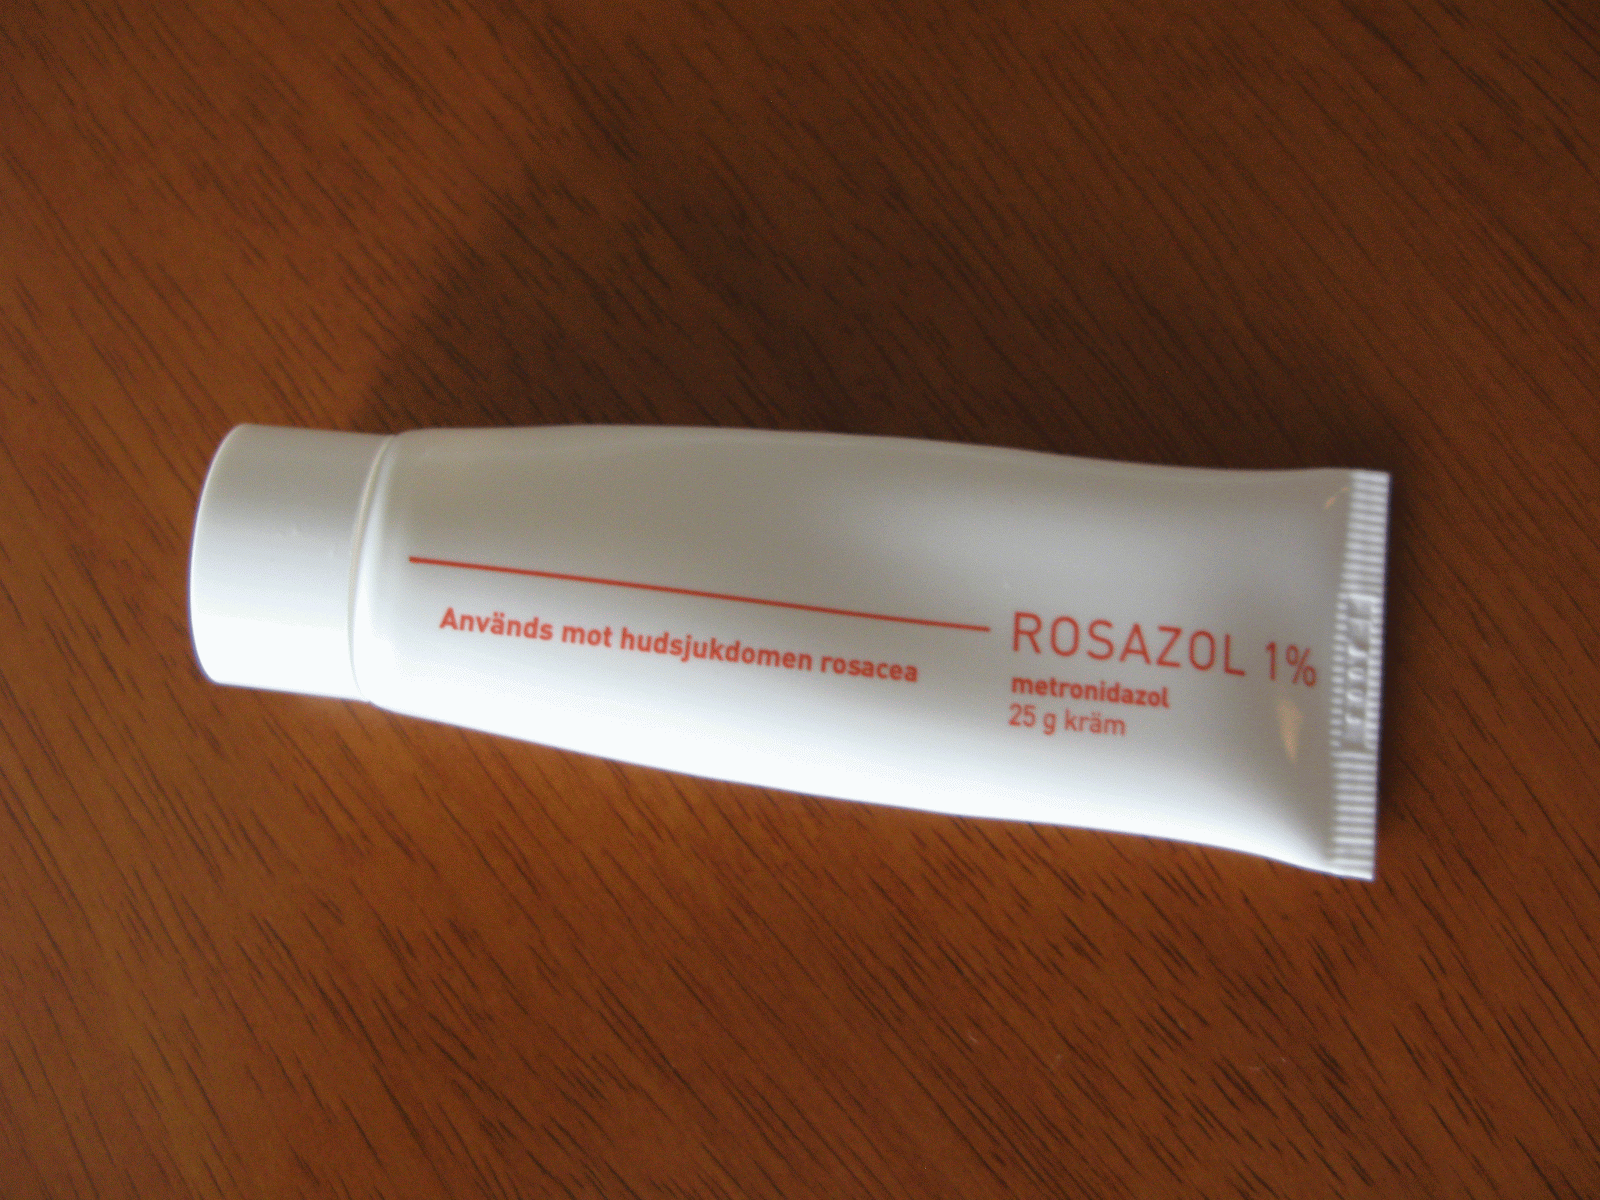 Används mot hudsjukdomen rosacea
ROSAZOL 1%
metronidazol
25 g kräm